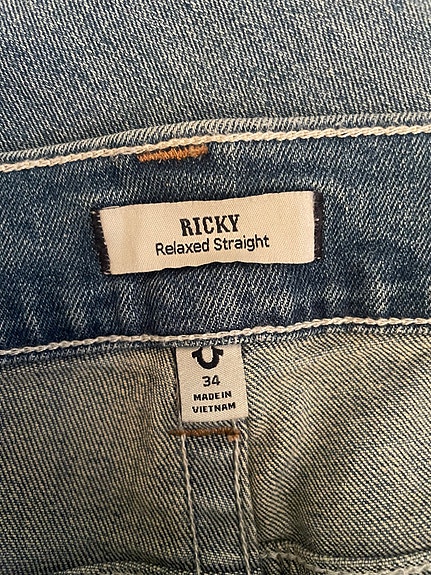 RICKY
Relaxed Straight
34
MADE IN
VIETNAM